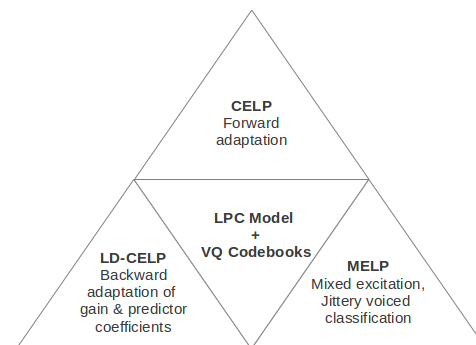 CELP
Forward
adaptation
LPC Model
+
VQ Codebooks
LD-CELP
Backward
adaptation of
gain & predictor
coefficients
MELP
Mixed excitation,
Jittery voiced
classification